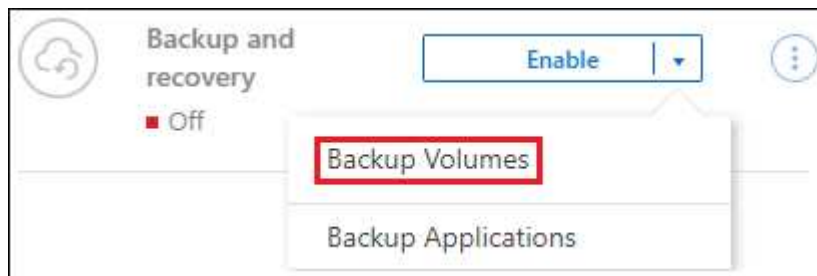 Backup and
recovery
Enable
Off
Backup Volumes
Backup Applications